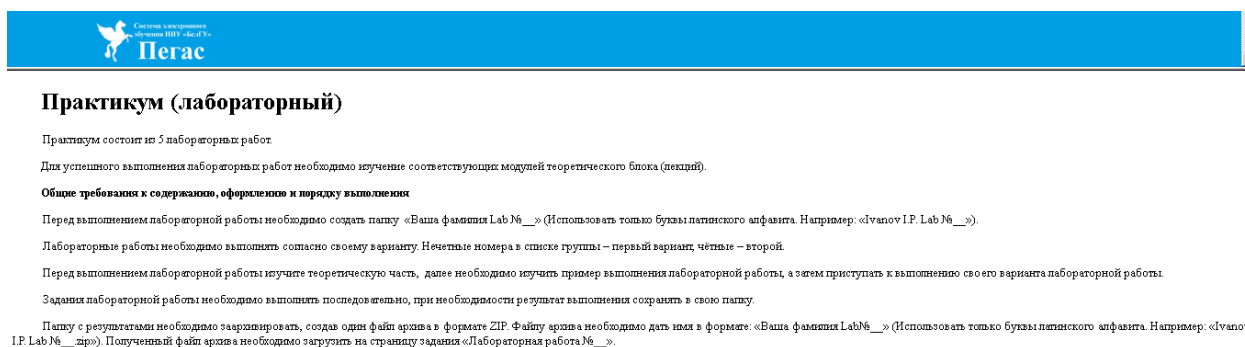 Система электронного
обучения НИУ «БелГУ»
Пегас
Практикум (лабораторный)
Практикум состоит из 5 лабораторных работ.
Для успешного выполнения лабораторных работ необходимо изучение соответствующих модулей теоретического блока (лекций).
Общие требования к содержанию, оформлению и порядку выполнения
Перед выполнением лабораторной работы необходимо создать папку «Ваша фамилия Lab №__» (Использовать только буквы латинского алфавита. Например: «Ivanov I.P. Lab №__»).
Лабораторные работы необходимо выполнять согласно своему варианту. Нечетные номера в списке группы – первый вариант, чётные – второй.
Перед выполнением лабораторной работы изучите теоретическую часть, далее необходимо изучить пример выполнения лабораторной работы, а затем приступать к выполнению своего варианта лабораторной работы.
Задания лабораторной работы необходимо выполнять последовательно, при необходимости результат выполнения сохранять в свою папку.
Папку с результатами необходимо заархивировать, создав один файл архива в формате ZIP. Файлу архива необходимо дать имя в формате: «Ваша фамилия Lab№__» (Использовать только буквы латинского алфавита. Например: «Ivanov
I.P. Lab №__.zip»). Полученный файл архива необходимо загрузить на страницу задания «Лабораторная работа №__».